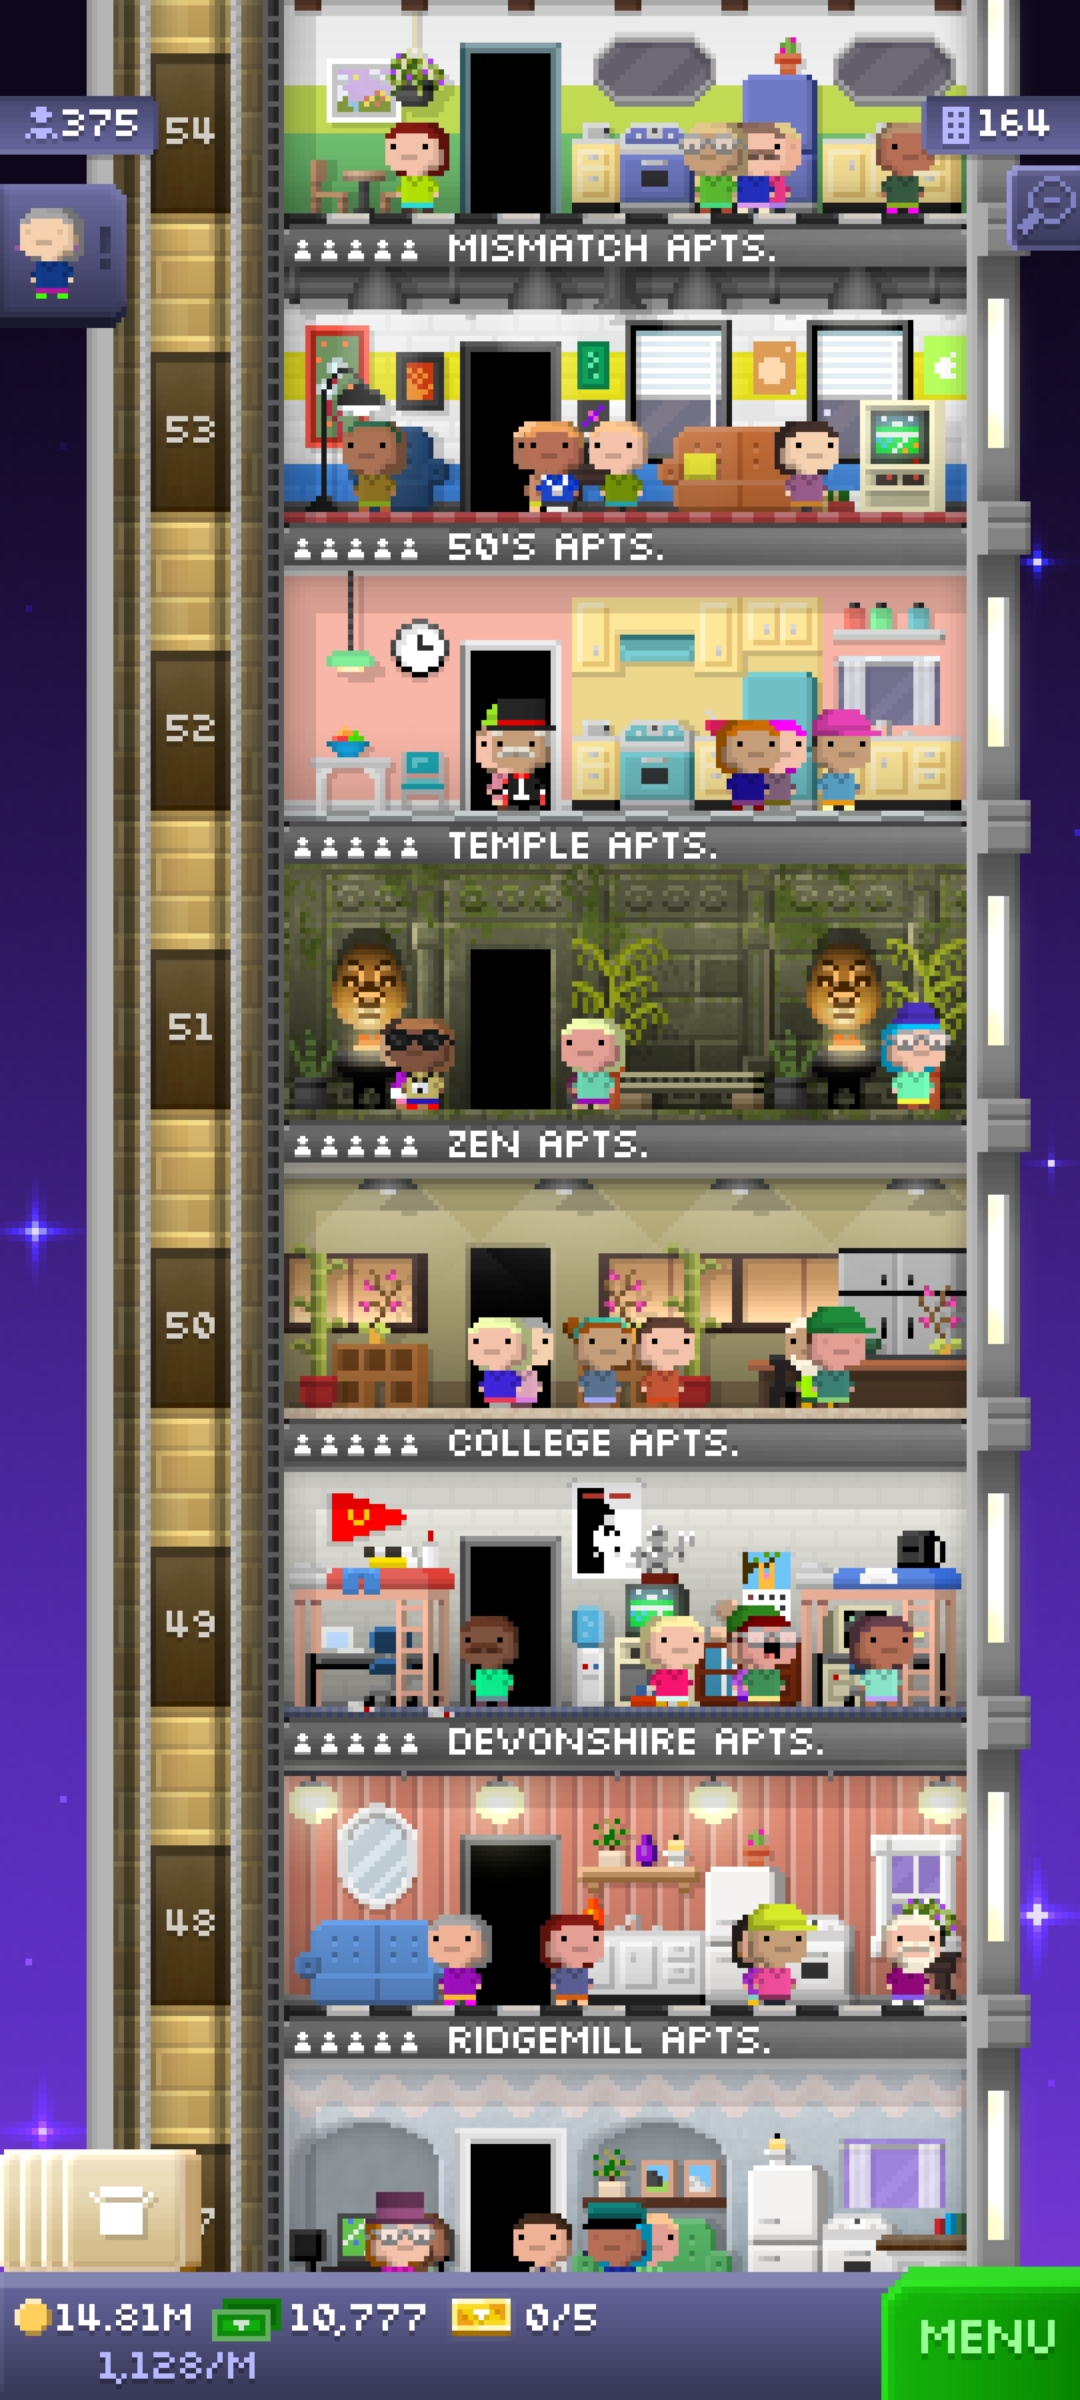 375
54
164
MISMATCH APTS.
53
50'S APTS.
52
TEMPLE APTS.
51
ZEN APTS.
50
COLLEGE APTS.
49
DEVONSHIRE APTS.
48
RIDGEMILL APTS.
7
14.81M 10,777 0/5
1,128/M
MENU